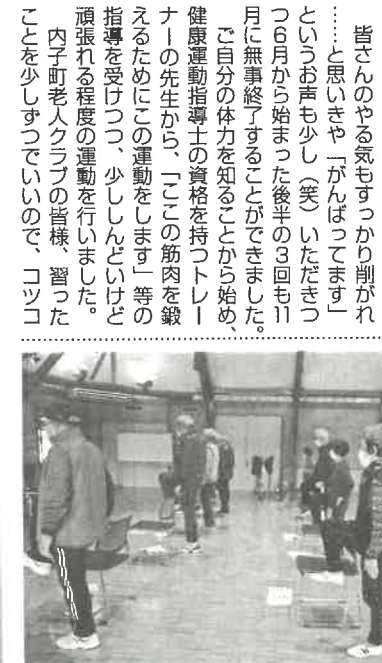 皆さんのやる気もすっかり削がれ
……と思いきや「がんばってます」
というお声も少し（笑）いただきつ
つ６月から始まった後半の３回も11
月に無事終了することができました。
　ご自分の体力を知ることから始め、
健康運動指導士の資格を持つトレー
ナーの先生から、「ここの筋肉を鍛
えるためにこの運動をします」等の
指導を受けつつ、少ししんどいけど
頑張れる程度の運動を行いました。
　内子町老人クラブの皆様、習った
ことを少しずつでいいので、コツコ